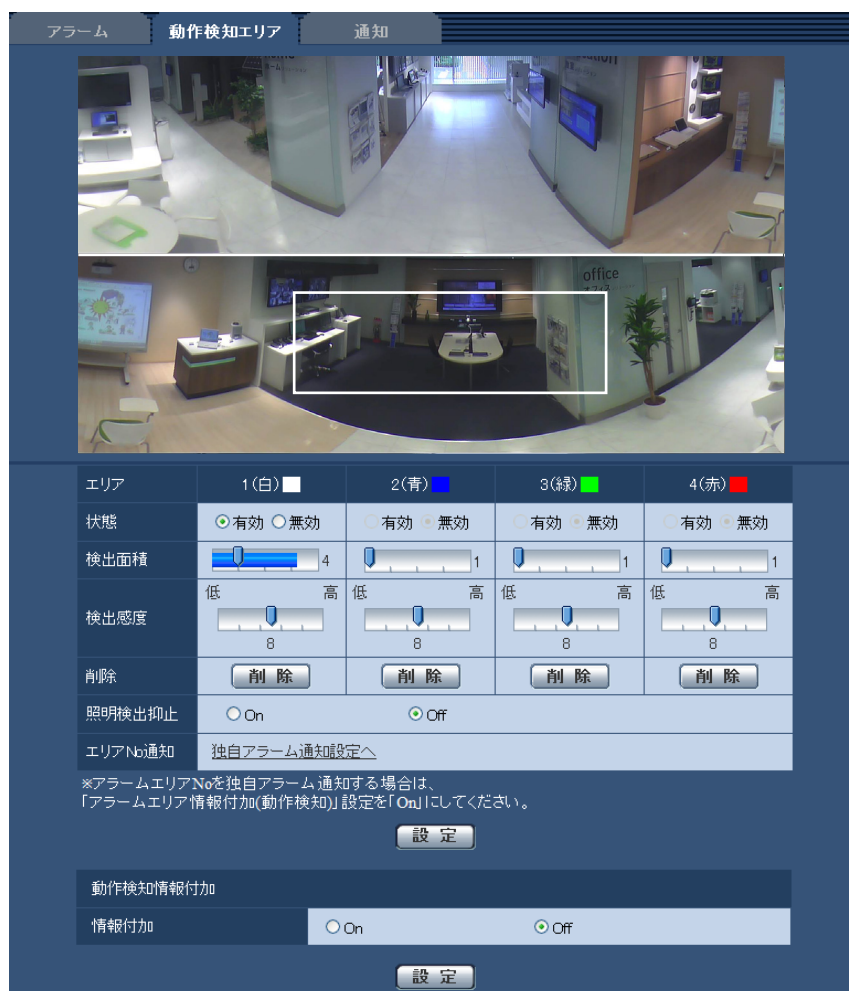 アラーム 動作検知エリア 通知
office
オフィス
エリア 1(白) 2(青) 3(緑) 4(赤)
状態 有効 無効 有効 無効 有効 無効 有効 無効
検出面積 4 1 1 1
低 高 低 高 低 高 低 高
検出感度
8 8 8 8
削除 削除 削除 削除 削除
照明検出抑止 On Off
エリアNo通知 独自アラーム通知設定へ
※アラームエリアNoを独自アラーム通知する場合は、
「アラームエリア情報付加(動作検知)」設定を「On」にしてください。
設定
動作検知情報付加
情報付加 On Off
設定